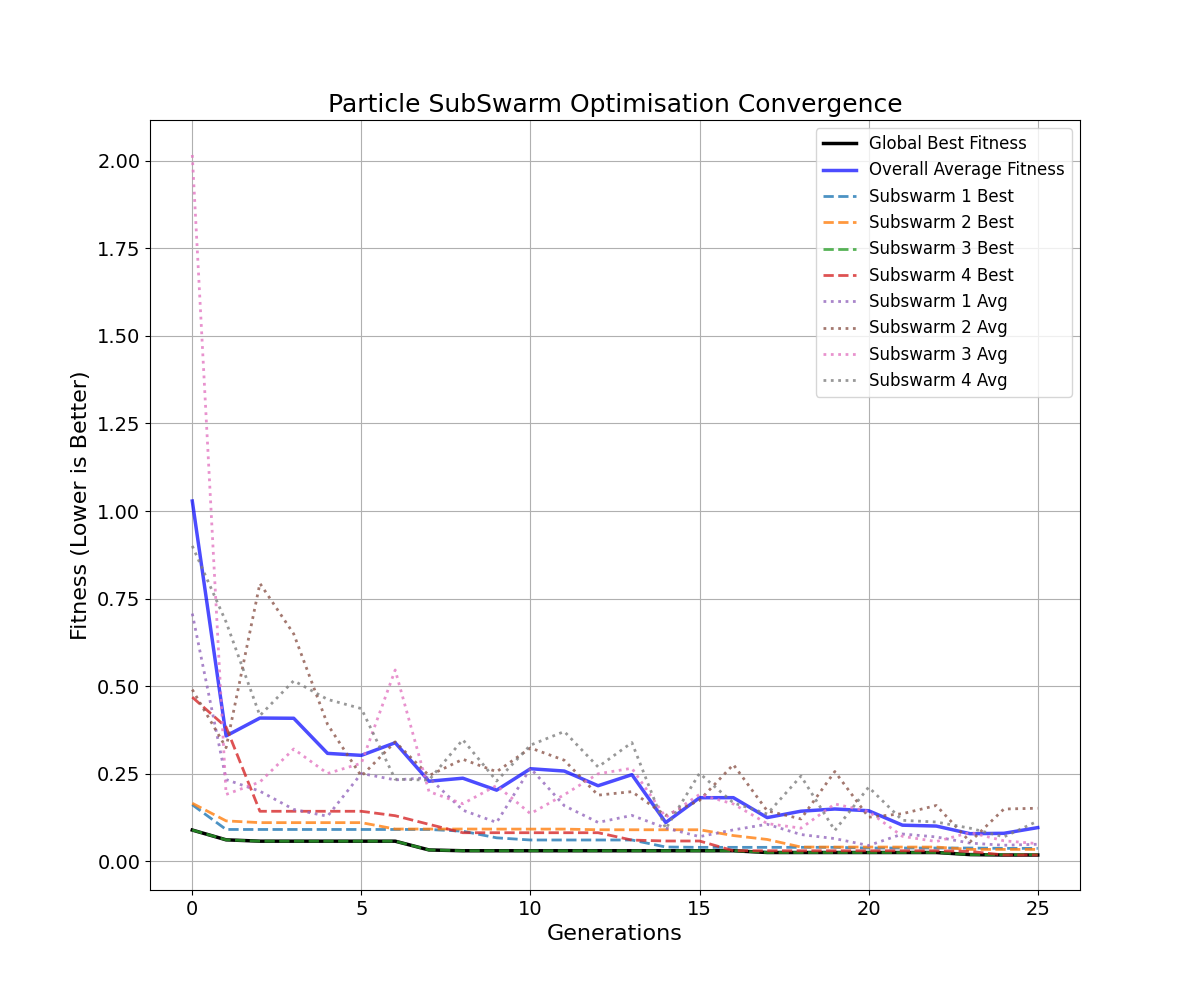 Particle SubSwarm Optimisation Convergence
Fitness (Lower is Better)
2.00
1.75
1.50
1.25
1.00
0.75
0.50
0.25
0.00
Global Best Fitness
Overall Average Fitness
Subswarm 1 Best
Subswarm 2 Best
Subswarm 3 Best
Subswarm 4 Best
Subswarm 1 Avg
Subswarm 2 Avg
Subswarm 3 Avg
Subswarm 4 Avg
0 5 10 15 20 25
Generations